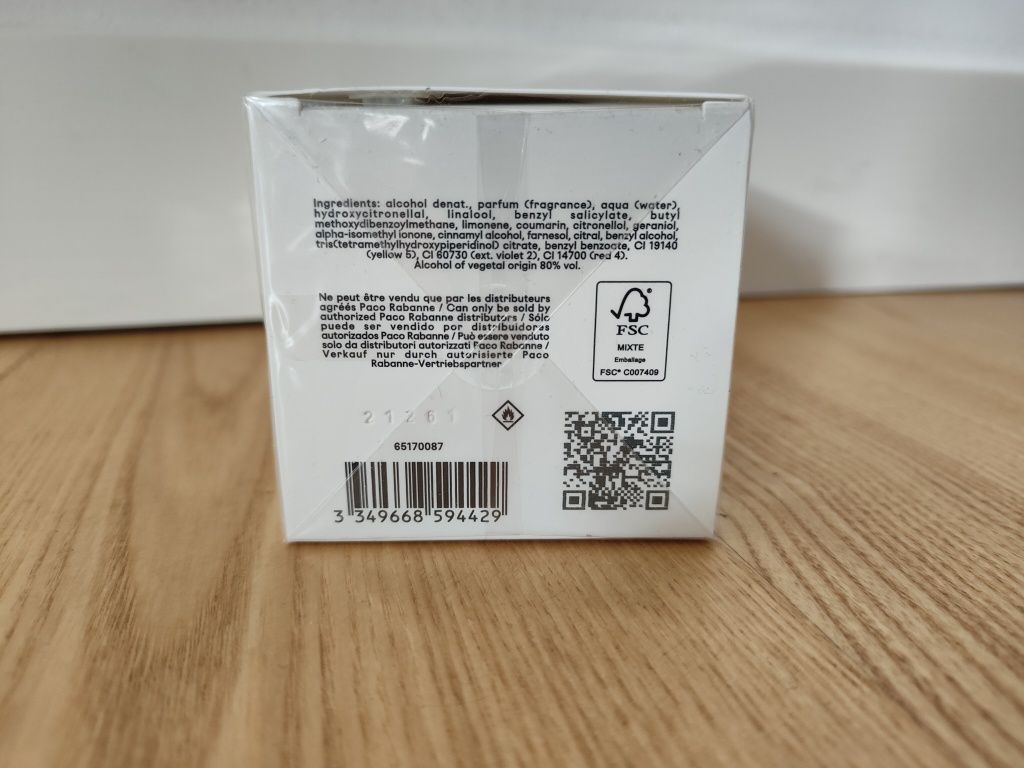 Ingredients: alcohol denat., parfum (fragrance), aqua (water),
hydroxycitronellal, linalool, benzyl salicylate, butyl
methoxydibenzoylmethane, limonene, coumarin, citronellol, geraniol,
alpha-isomethyl ionone, cinnamyl alcohol, farnesol, citral, benzyl alcohol,
tris(tetramethylhydroxypiperidinol) citrate, benzyl benzoate, CI 19140
(yellow 5), CI 60730 (ext. violet 2), CI 14700 (red 4).
Alcohol of vegetal origin 80% vol.
Ne peut être vendu que par les distributeurs
agréés Paco Rabanne / Can only be sold by
authorized Paco Rabanne distributors / Sólo
puede ser vendido por distribuidores
autorizados Paco Rabanne / Può essere venduto
solo da distributori autorizzati Paco Rabanne /
Verkauf nur durch autorisierte Paco
Rabanne-Vertriebspartner
FSC
MIXTE
Emballage
FSC® C007409
21261
65170087
3 349668 594429